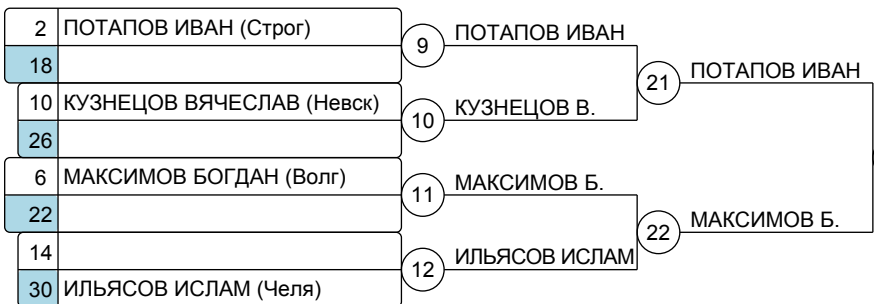 2 ПОТАПОВ ИВАН (Строг)
18
10 КУЗНЕЦОВ ВЯЧЕСЛАВ (Невск)
26
6 МАКСИМОВ БОГДАН (Волг)
22
14
30 ИЛЬЯСОВ ИСЛАМ (Челя)
9 ПОТАПОВ ИВАН
10 КУЗНЕЦОВ В.
11 МАКСИМОВ Б.
12 ИЛЬЯСОВ ИСЛАМ
21 ПОТАПОВ ИВАН
22 МАКСИМОВ Б.